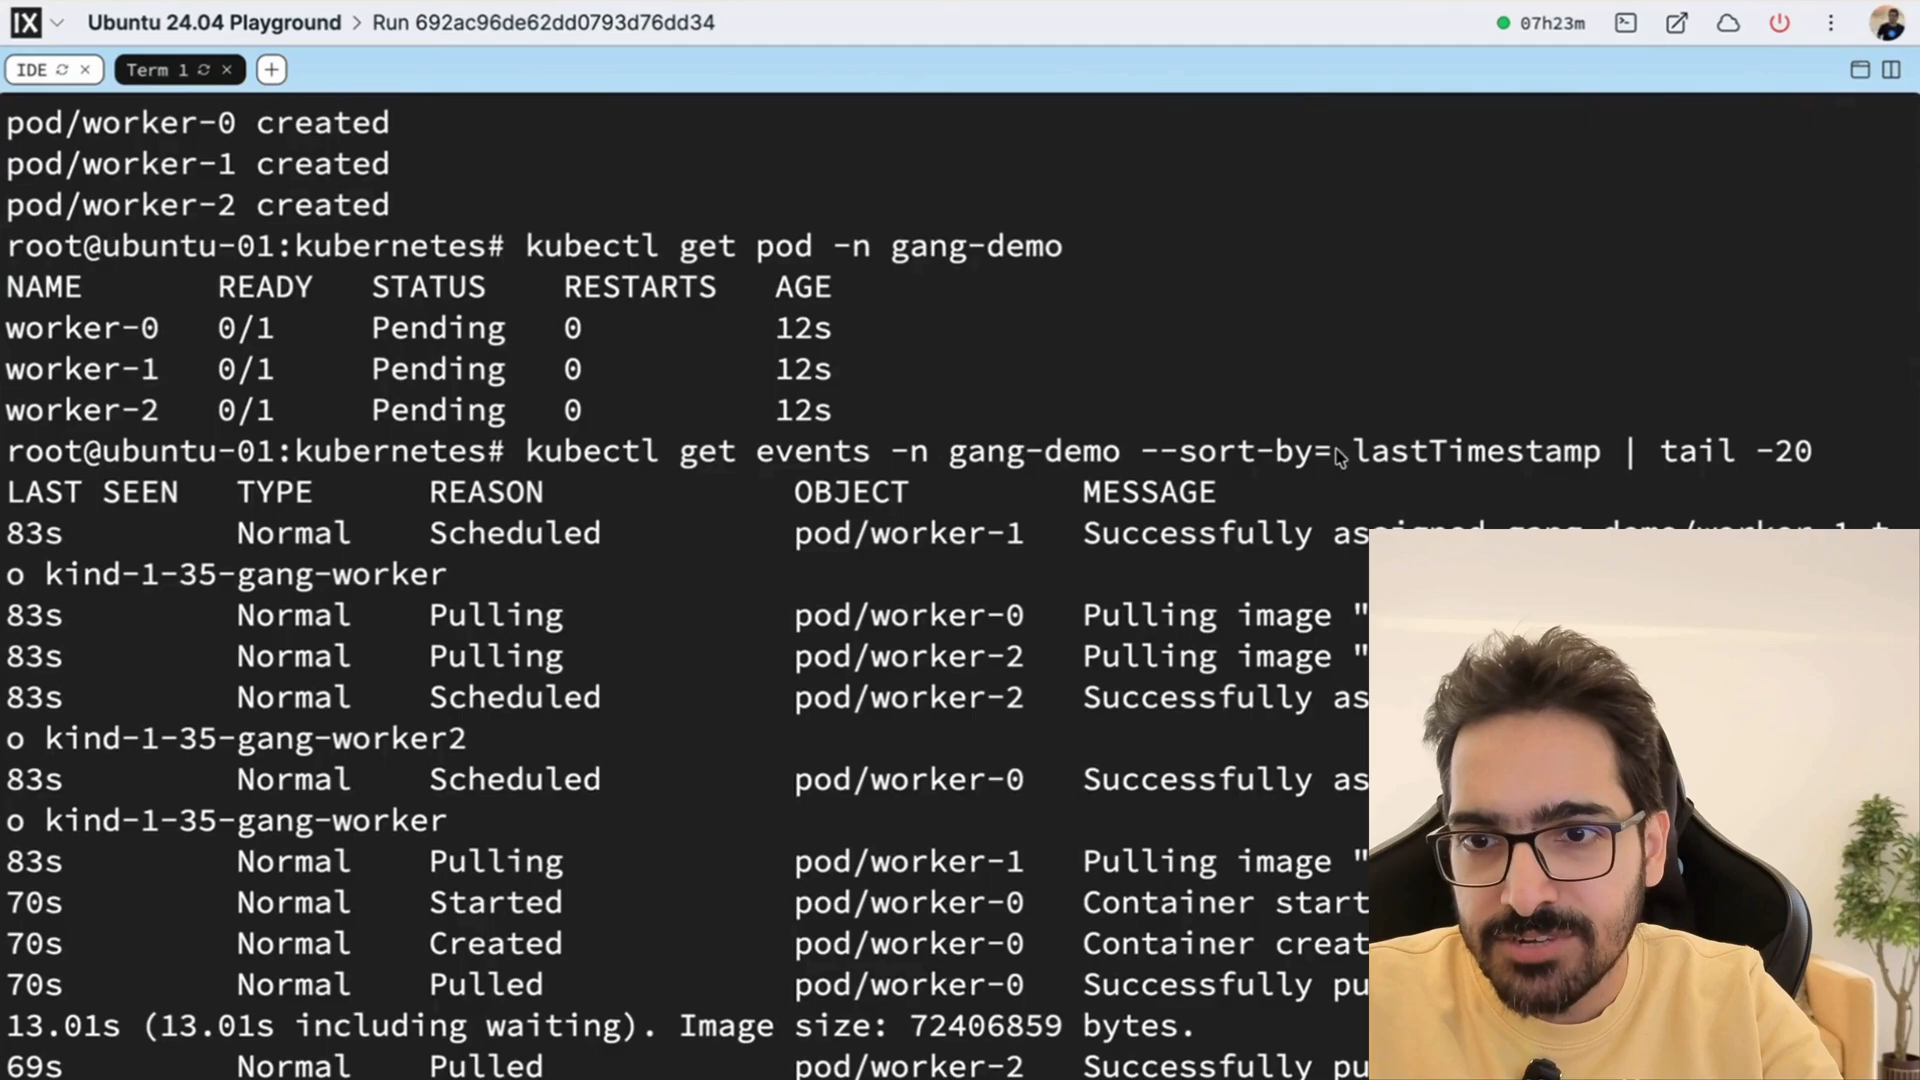 Ubuntu 24.04 Playground > Run 692ac96de62dd0793d76dd34 07h23m
IDE Term 1
pod/worker-0 created
pod/worker-1 created
pod/worker-2 created
root@ubuntu-01:kubernetes# kubectl get pod -n gang-demo
NAME READY STATUS RESTARTS AGE
worker-0 0/1 Pending 0 12s
worker-1 0/1 Pending 0 12s
worker-2 0/1 Pending 0 12s
root@ubuntu-01:kubernetes# kubectl get events -n gang-demo --sort-by=.lastTimestamp | tail -20
LAST SEEN TYPE REASON OBJECT MESSAGE
83s Normal Scheduled pod/worker-1 Successfully assigned gang-demo/worker-1 t
o kind-1-35-gang-worker
83s Normal Pulling pod/worker-0 Pulling image "
83s Normal Pulling pod/worker-2 Pulling image "
83s Normal Scheduled pod/worker-2 Successfully as
o kind-1-35-gang-worker2
83s Normal Scheduled pod/worker-0 Successfully as
o kind-1-35-gang-worker
83s Normal Pulling pod/worker-1 Pulling image "
70s Normal Started pod/worker-0 Container start
70s Normal Created pod/worker-0 Container creat
70s Normal Pulled pod/worker-0 Successfully pu
13.01s (13.01s including waiting). Image size: 72406859 bytes.
69s Normal Pulled pod/worker-2 Successfully pu